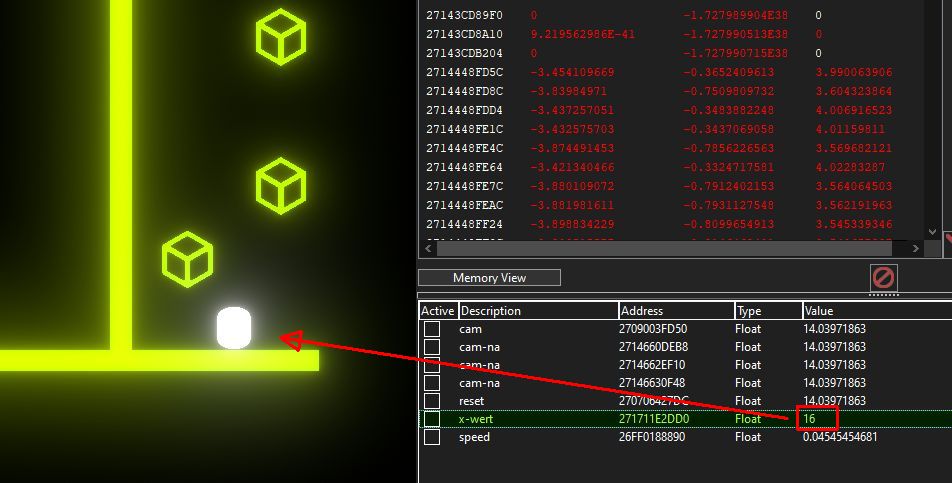 27143CD89F0 0 -1.727989904E38 0
27143CD8A10 9.219562986E-41 -1.727990513E38 0
27143CDB204 0 -1.727990715E38 0
2714448FD5C -3.454109669 -0.3652409613 3.990063906
2714448FD8C -3.83984971 -0.7509809732 3.604323864
2714448FDD4 -3.437257051 -0.3483882248 4.006916523
2714448FE1C -3.432575703 -0.3437069058 4.01159811
2714448FE4C -3.874491453 -0.7856226563 3.569682121
2714448FE64 -3.421340466 -0.3324717581 4.02283287
2714448FE7C -3.880109072 -0.7912402153 3.564064503
2714448FEAC -3.881981611 -0.7931127548 3.562191963
2714448FF24 -3.898834229 -0.8099654913 3.545339346
Memory View
Active Description Address Type Value
cam 2709003FD50 Float 14.03971863
cam-na 2714660DEB8 Float 14.03971863
cam-na 2714662EF10 Float 14.03971863
cam-na 27146630F48 Float 14.03971863
reset 270706427DC Float 14.03971863
x-wert 271711E2DD0 Float 16
speed 26FF0188890 Float 0.04545454681